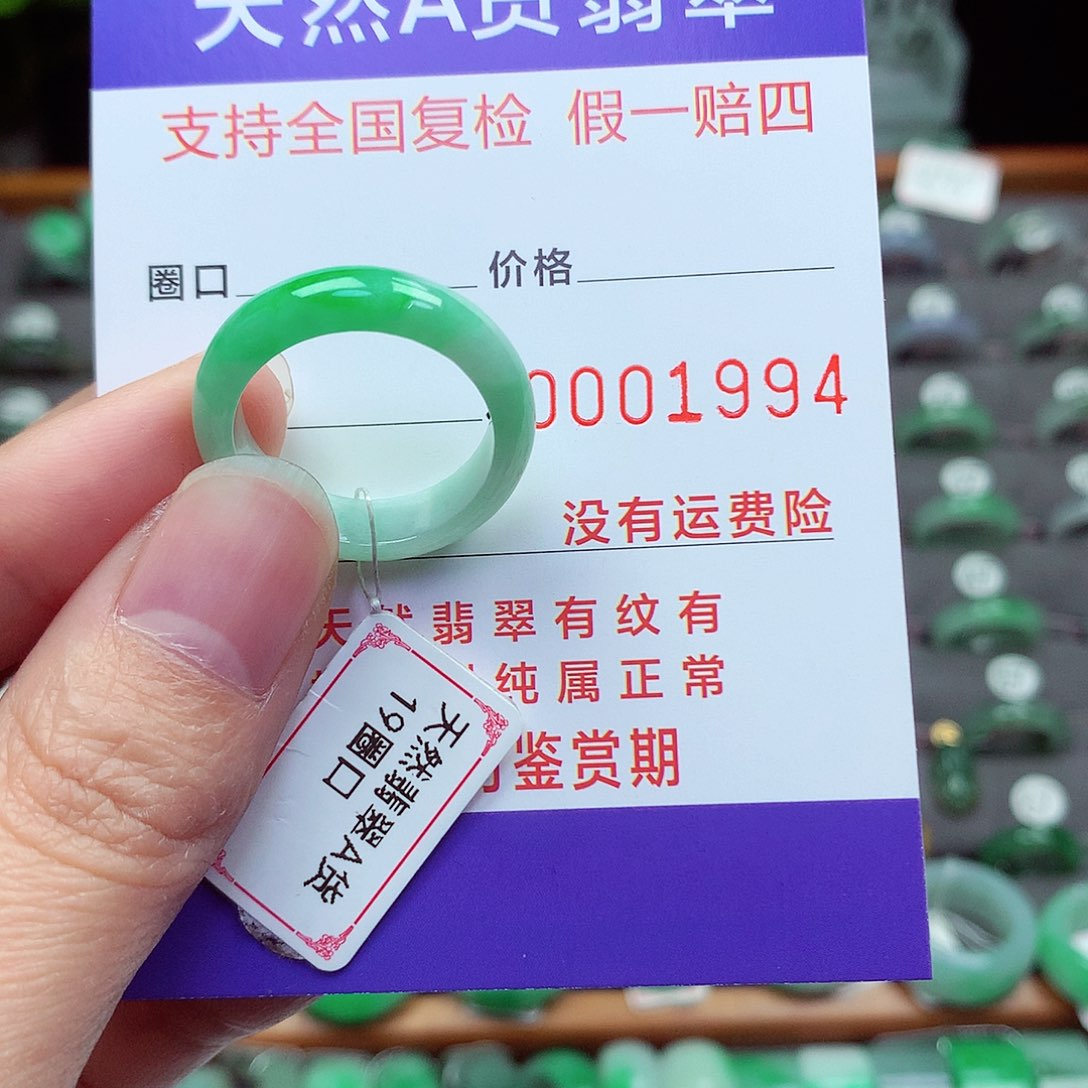 天然A货翡翠
支持全国复检 假一赔四
圈口 价格
0001994
没有运费险
天然翡翠有纹有
纯属正常
鉴赏期
天然翡翠A货
19圈口